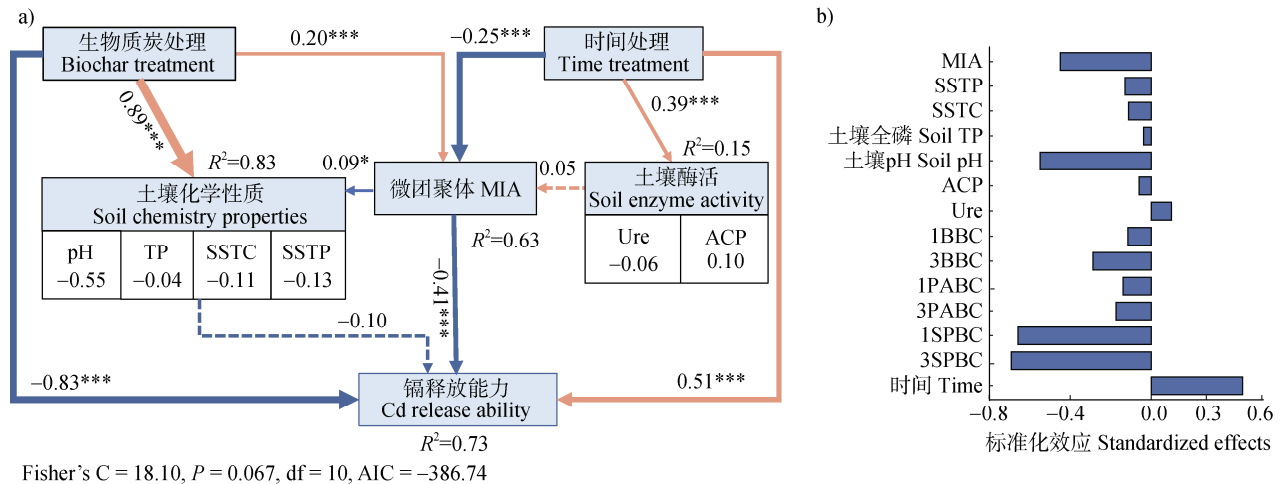 a)
生物质炭处理
Biochar treatment
0.20***
−0.25***
时间处理
Time treatment
0.89***
0.39***
R²=0.83
0.09*
0.05
R²=0.15
土壤化学性质
Soil chemistry properties
pH
−0.55
TP
−0.04
SSTC
−0.11
SSTP
−0.13
微团聚体 MIA
R²=0.63
土壤酶活
Soil enzyme activity
Ure
−0.06
ACP
0.10
−0.41***
−0.10
−0.83***
0.51***
镉释放能力
Cd release ability
R²=0.73
Fisher’s C = 18.10, P = 0.067, df = 10, AIC = −386.74
b)
MIA
SSTP
SSTC
土壤全磷 Soil TP
土壤pH Soil pH
ACP
Ure
1BBC
3BBC
1PABC
3PABC
1SPBC
3SPBC
时间 Time
−0.8 −0.4 0.0 0.3 0.6
标准化效应 Standardized effects